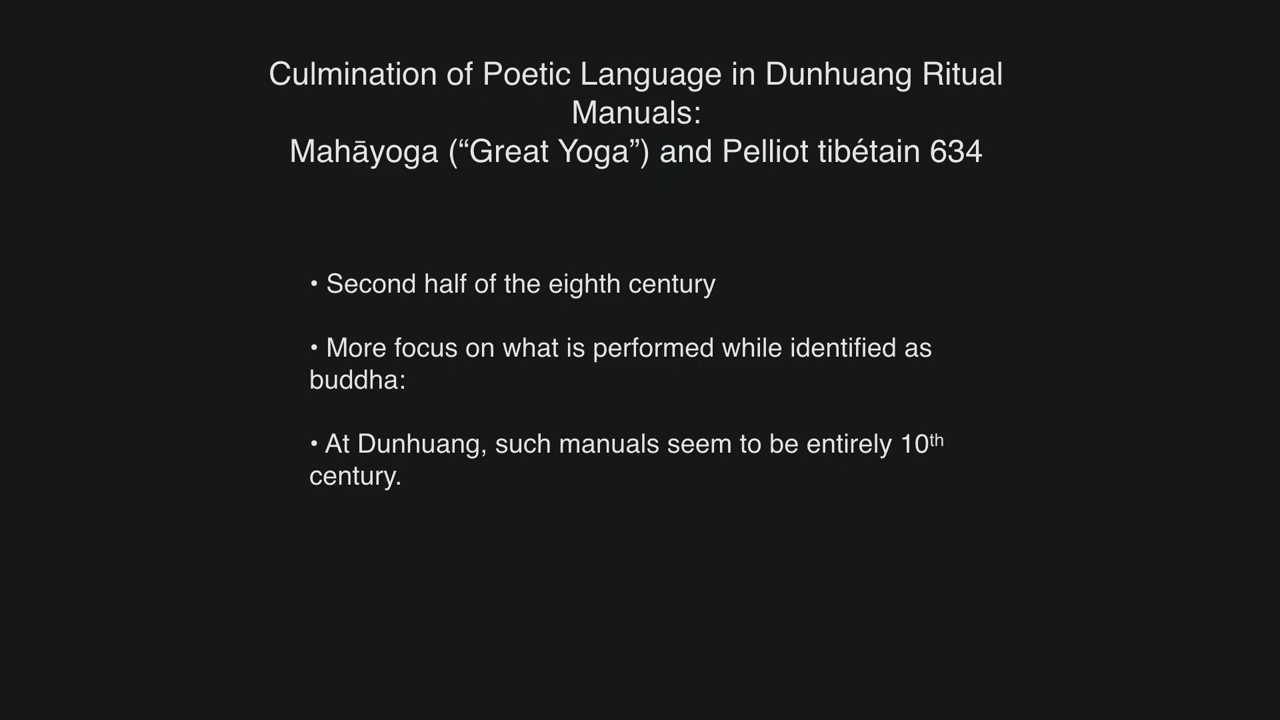 Culmination of Poetic Language in Dunhuang Ritual
Manuals:
Mahāyoga (“Great Yoga”) and Pelliot tibétain 634
• Second half of the eighth century
• More focus on what is performed while identified as
buddha:
• At Dunhuang, such manuals seem to be entirely 10th
century.